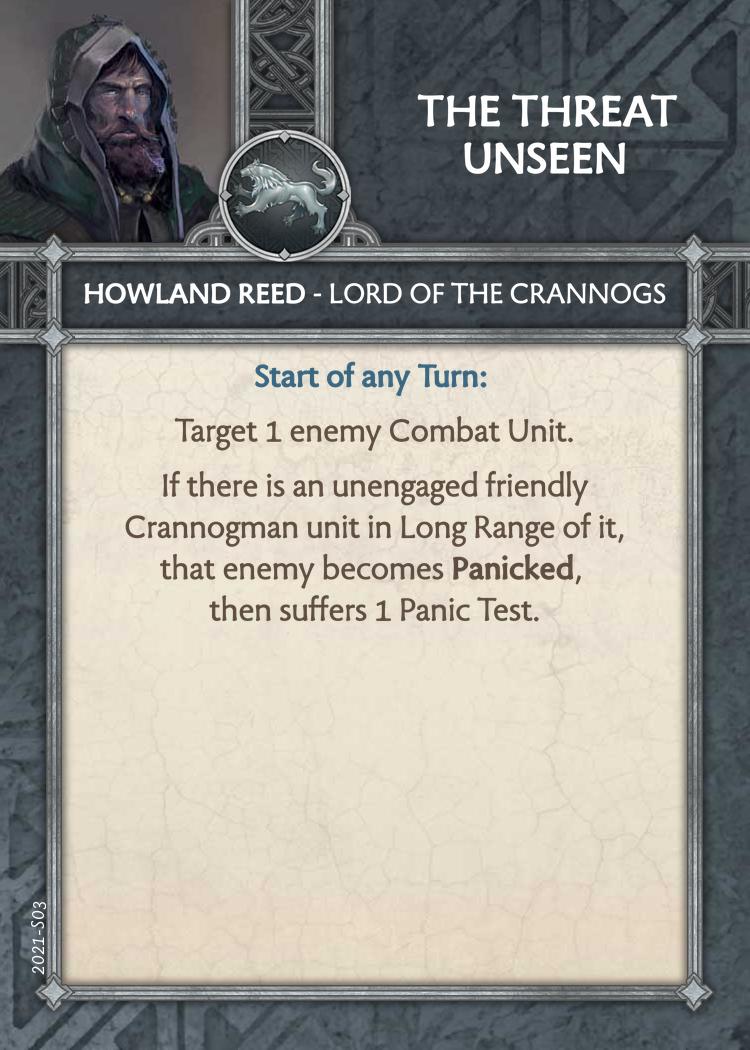 THE THREAT
UNSEEN
HOWLAND REED - LORD OF THE CRANNOGS
Start of any Turn:
Target 1 enemy Combat Unit.
If there is an unengaged friendly
Crannogman unit in Long Range of it,
that enemy becomes Panicked,
then suffers 1 Panic Test.
2021-S03